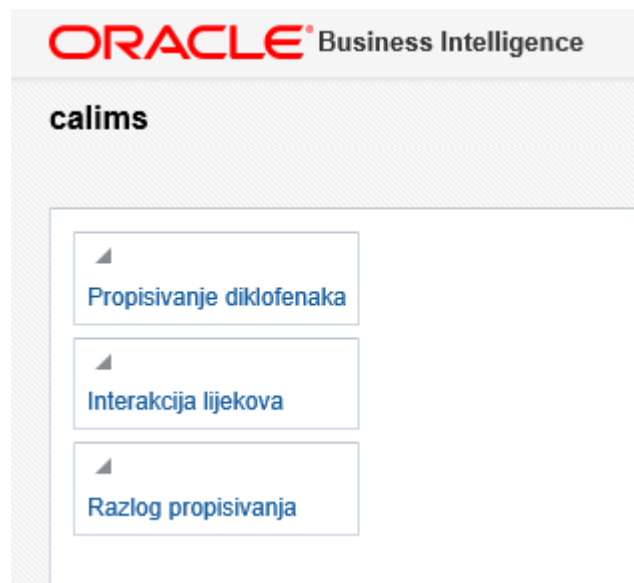 ORACLE Business Intelligence
calims
Propisivanje diklofenaka
Interakcija lijekova
Razlog propisivanja